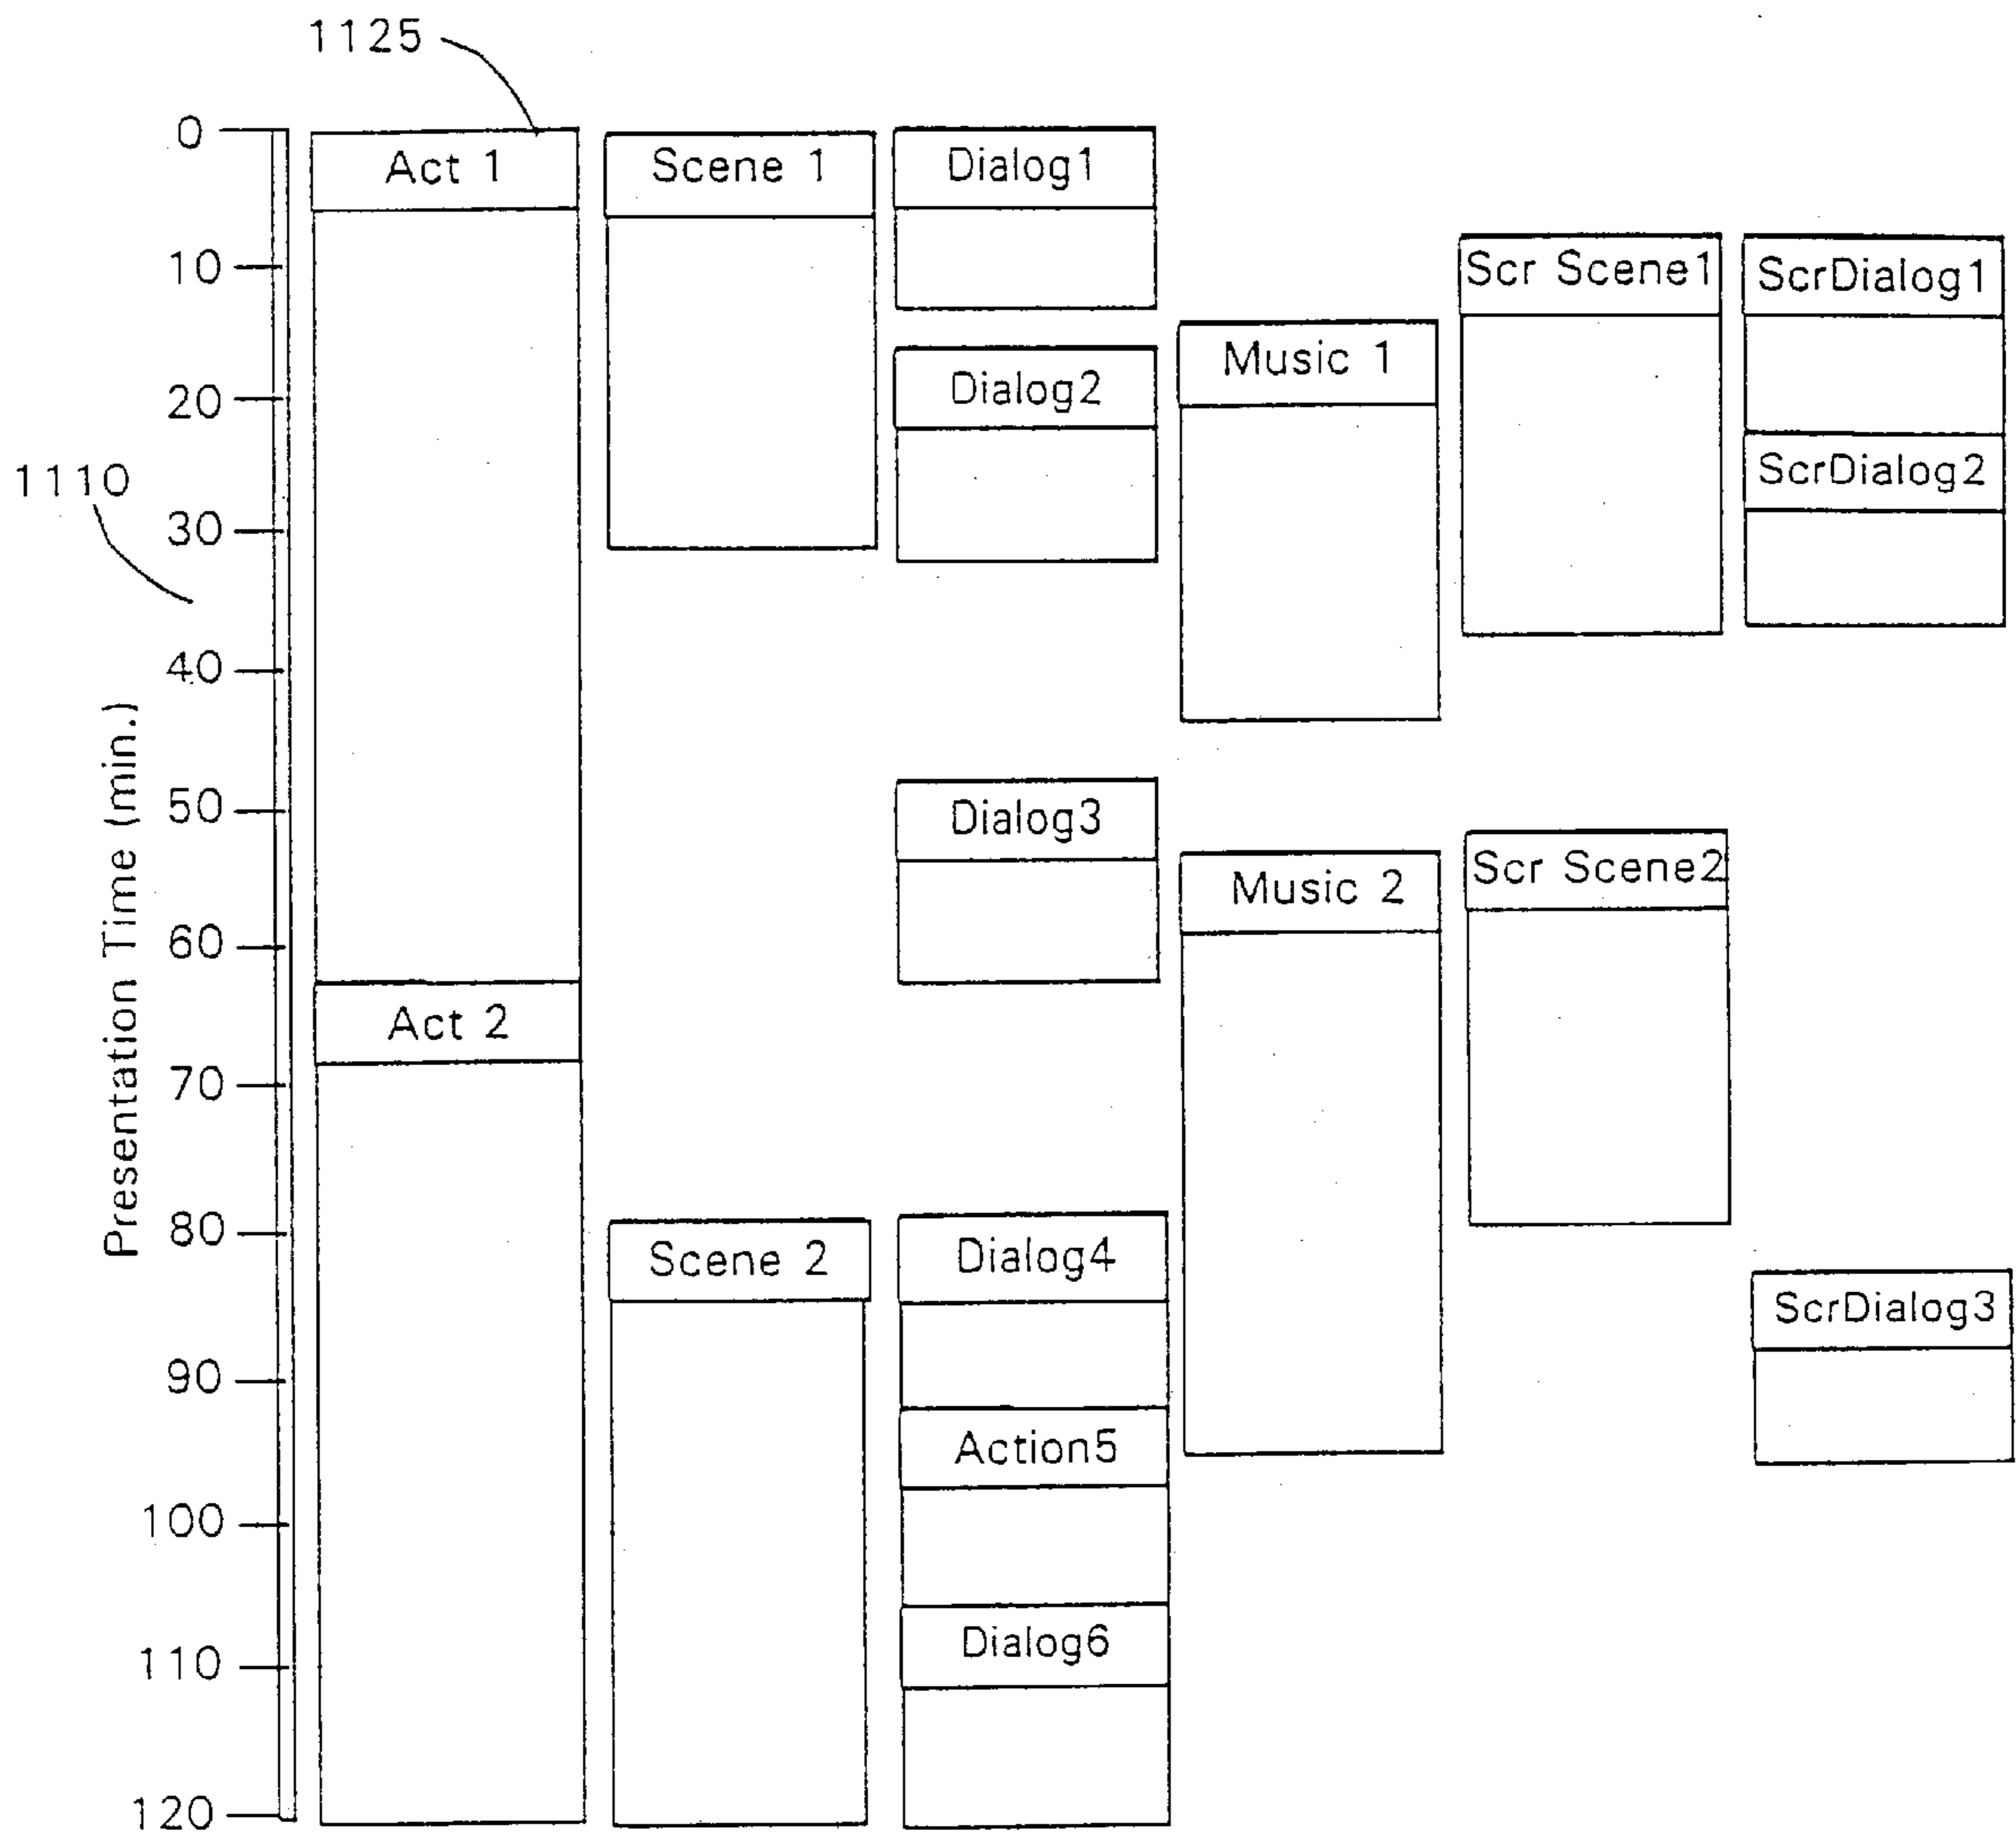 1125
0
Act 1
Scene 1
Dialog1
10
Scr Scene1
ScrDialog1
Music 1
20
Dialog2
1110
ScrDialog2
30
40
Presentation Time (min.)
50
Dialog3
Music 2
Scr Scene2
60
Act 2
70
80
Scene 2
Dialog4
ScrDialog3
90
Action5
100
Dialog6
110
120